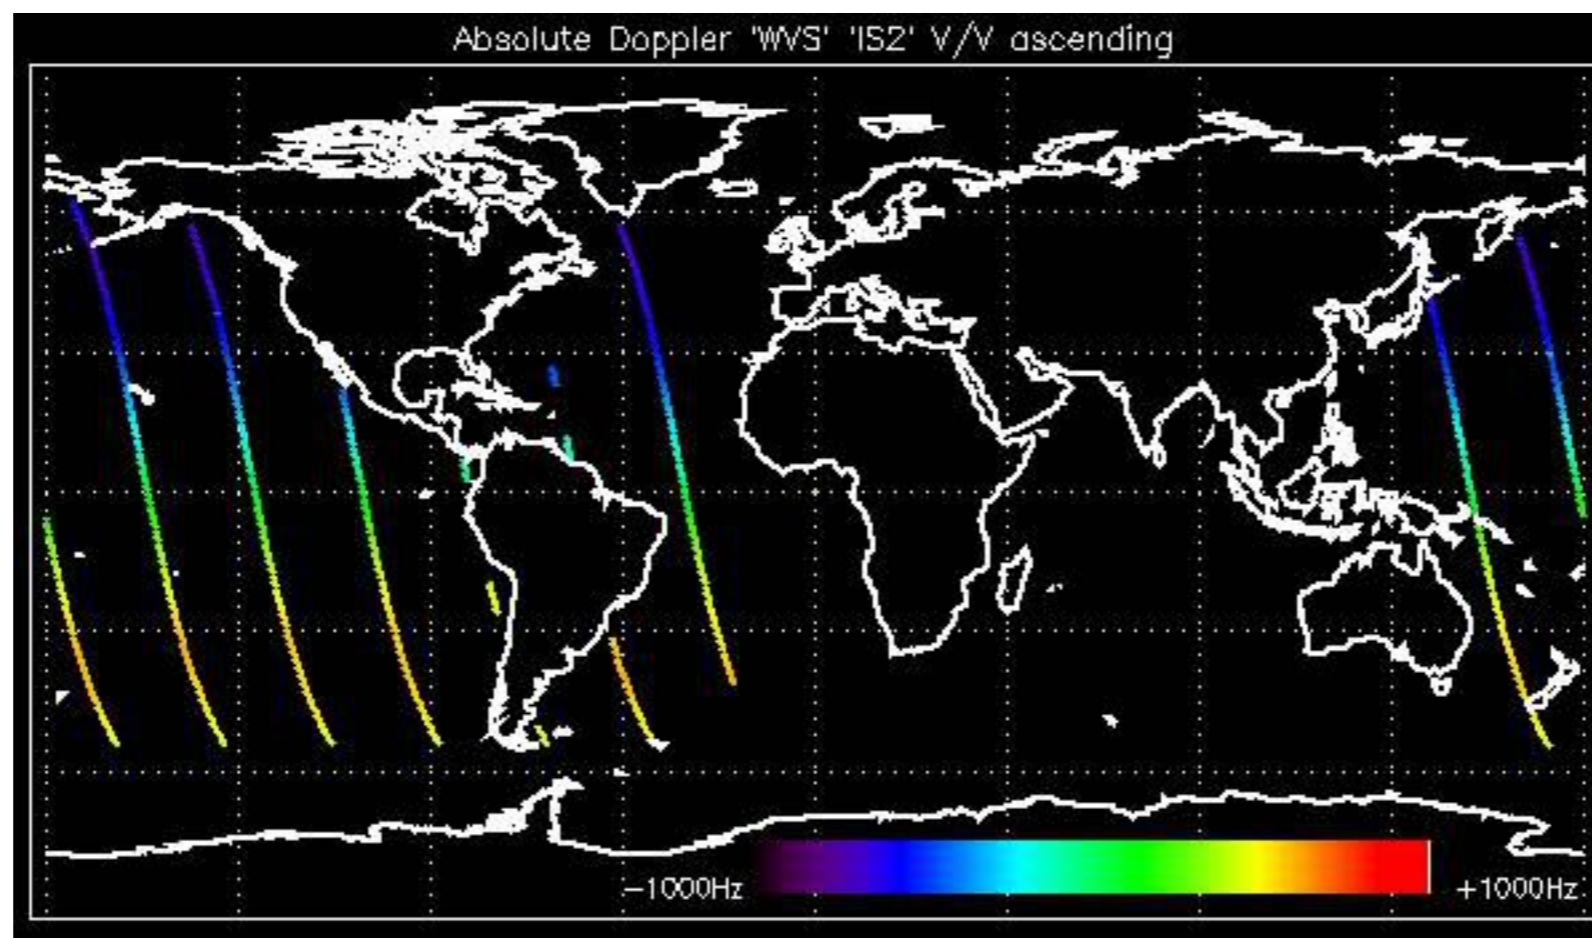 Absolute Doppler 'WVS' 'IS2' V/V ascending
−1000Hz
+1000Hz